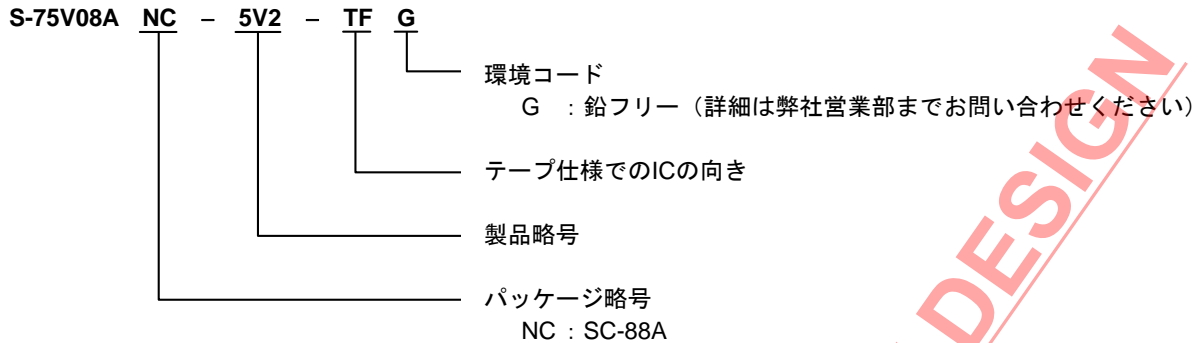 S-75V08A NC – 5V2 – TF G
環境コード
G ：鉛フリー（詳細は弊社営業部までお問い合わせください）
テープ仕様でのICの向き
製品略号
パッケージ略号
NC：SC-88A
DESIGN